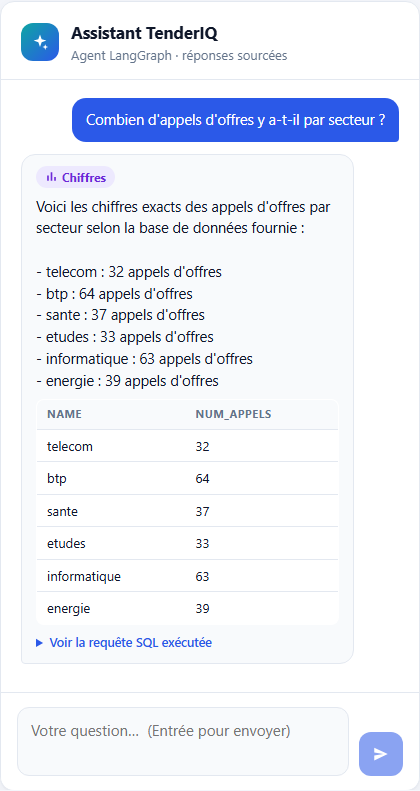 Assistant TenderIQ
Agent LangGraph · réponses sourcées
Combien d'appels d'offres y a-t-il par secteur ?
Chiffres
Voici les chiffres exacts des appels d'offres par
secteur selon la base de données fournie :
- telecom : 32 appels d'offres
- btp : 64 appels d'offres
- sante : 37 appels d'offres
- etudes : 33 appels d'offres
- informatique : 63 appels d'offres
- energie : 39 appels d'offres
NAME NUM_APPELS
telecom 32
btp 64
sante 37
etudes 33
informatique 63
energie 39
Voir la requête SQL exécutée
Votre question... (Entrée pour envoyer)